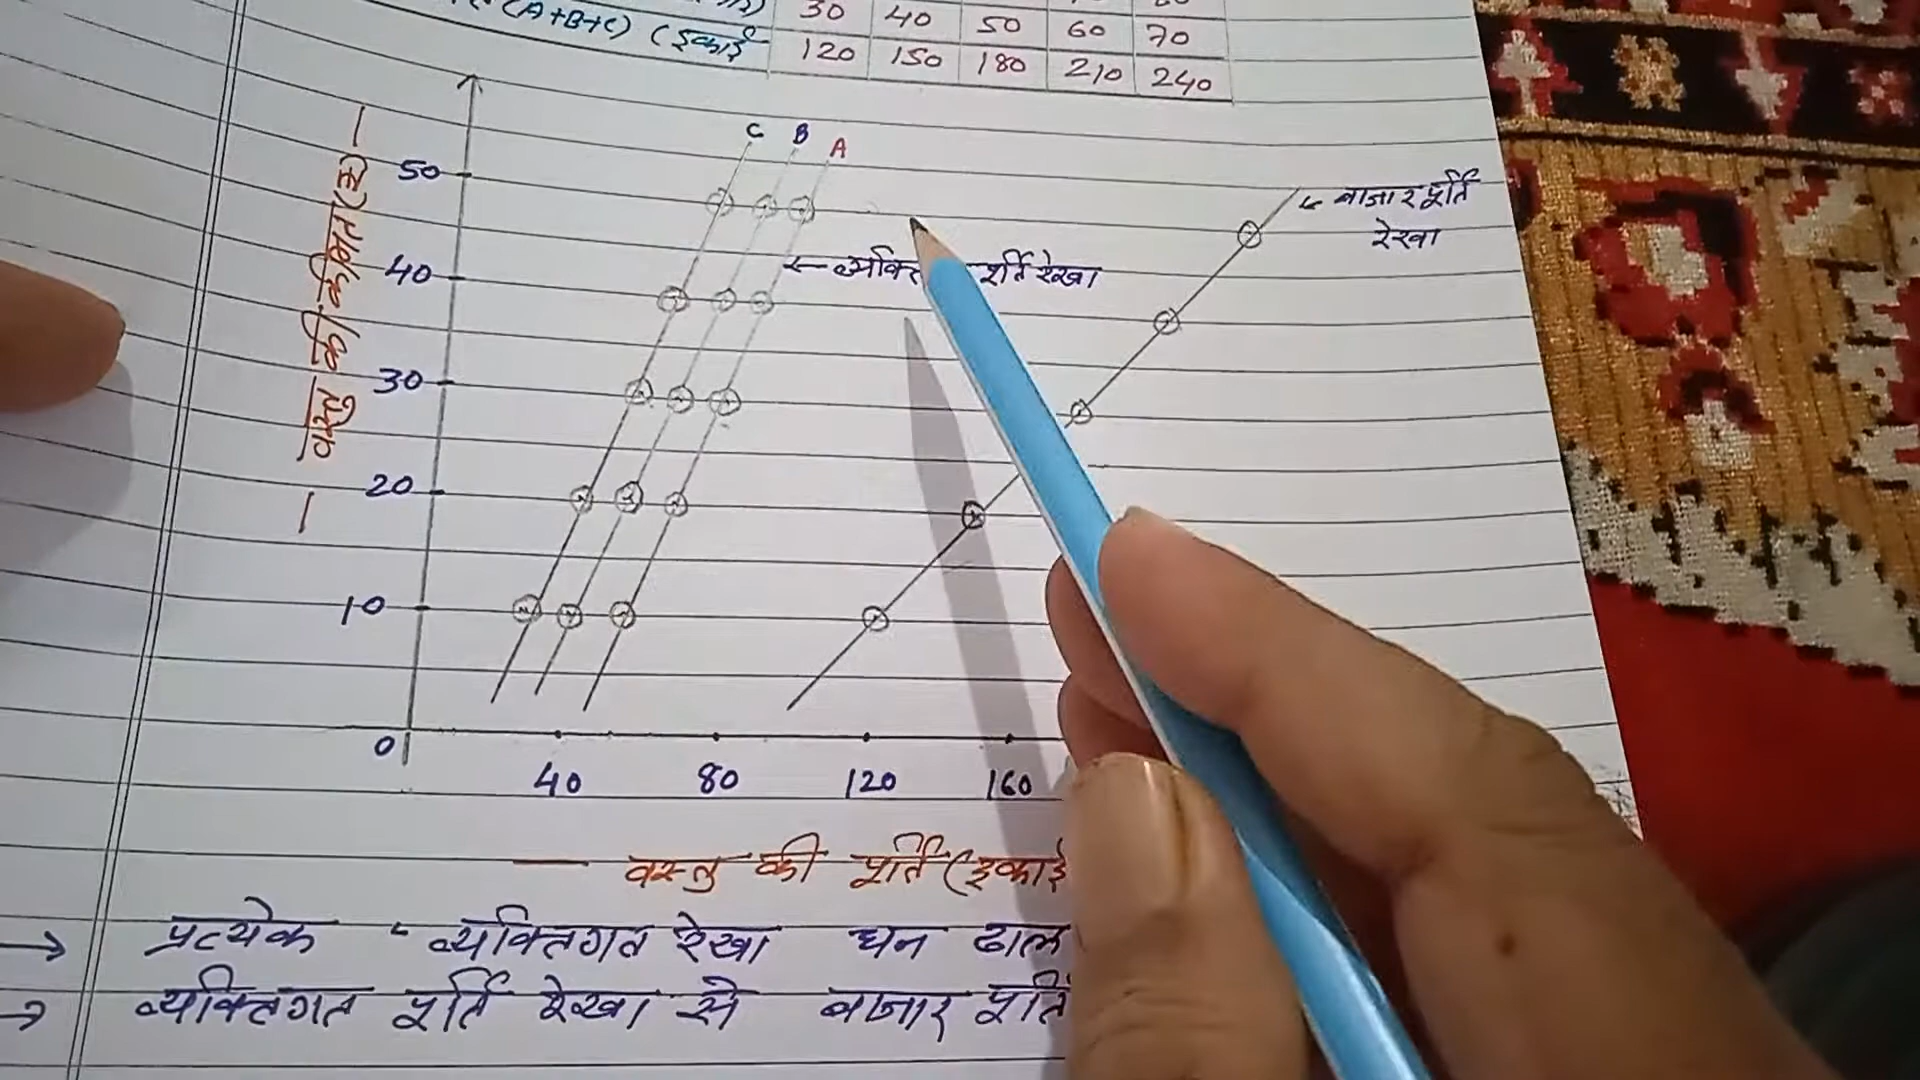 30 40 50 60 70
(A+B+C) (इकाई 120 150 180 210 240
C B A
50
40
30
20
10
0
40 80 120 160
वस्तु की कीमत (रु)
← बाजार पूर्ति
रेखा
← पूर्ति रेखा
वस्तु की पूर्ति (इकाई
→ प्रत्येक व्यक्तिगत रेखा धन ढाल
→ व्यक्तिगत पूर्ति रेखा से बाजार पूर्ति